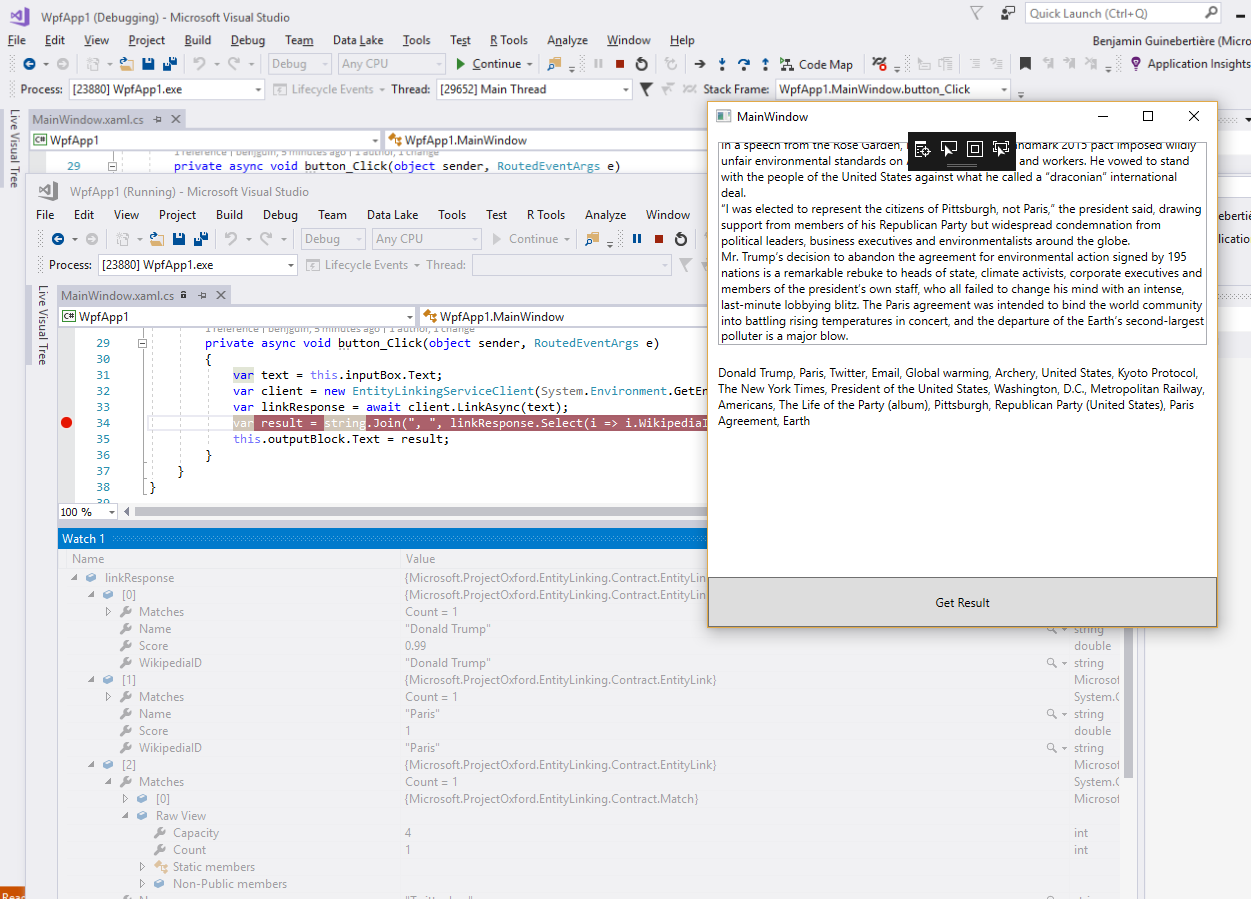 WpfApp1 (Debugging) - Microsoft Visual Studio
Quick Launch (Ctrl+Q)
File Edit View Project Build Debug Team Data Lake Tools Test R Tools Analyze Window Help
Benjamin Guinebertière (Micro
Debug Any CPU Continue Code Map Application Insights
Process: [23880] WpfApp1.exe Lifecycle Events Thread: [29652] Main Thread Stack Frame: WpfApp1.MainWindow.button_Click
Live Visual Tree
MainWindow.xaml.cs
WpfApp1 WpfApp1.MainWindow
1 reference | benjguin, 5 minutes ago | 1 author, 1 change
29 private async void button_Click(object sender, RoutedEventArgs e)
WpfApp1 (Running) - Microsoft Visual Studio
File Edit View Project Build Debug Team Data Lake Tools Test R Tools Analyze Window
Debug Any CPU Continue
Process: [23880] WpfApp1.exe Lifecycle Events Thread:
Live Visual Tree
MainWindow.xaml.cs
WpfApp1 WpfApp1.MainWindow
1 reference | benjguin, 5 minutes ago | 1 author, 1 change
29 private async void button_Click(object sender, RoutedEventArgs e)
30 {
31 var text = this.inputBox.Text;
32 var client = new EntityLinkingServiceClient(System.Environment.GetEn
33 var linkResponse = await client.LinkAsync(text);
34 var result = string.Join(", ", linkResponse.Select(i => i.WikipediaI
35 this.outputBlock.Text = result;
36 }
37 }
38 }
39
100 %
Watch 1
Name Value
linkResponse {Microsoft.ProjectOxford.EntityLinking.Contract.EntityLin
[0] {Microsoft.ProjectOxford.EntityLinking.Contract.EntityLin
Matches Count = 1
Name "Donald Trump" string
Score 0.99 double
WikipediaID "Donald Trump" string
[1] {Microsoft.ProjectOxford.EntityLinking.Contract.EntityLink} Microsof
Matches Count = 1 System.C
Name "Paris" string
Score 1 double
WikipediaID "Paris" string
[2] {Microsoft.ProjectOxford.EntityLinking.Contract.EntityLink} Microsof
Matches Count = 1 System.C
[0] {Microsoft.ProjectOxford.EntityLinking.Contract.Match} Microsof
Raw View
Capacity 4 int
Count 1 int
Static members
Non-Public members
MainWindow
In a speech from the Rose Garden, ndmark 2015 pact imposed wildly
unfair environmental standards on and workers. He vowed to stand
with the people of the United States against what he called a “draconian” international
deal.
“I was elected to represent the citizens of Pittsburgh, not Paris,” the president said, drawing
support from members of his Republican Party but widespread condemnation from
political leaders, business executives and environmentalists around the globe.
Mr. Trump’s decision to abandon the agreement for environmental action signed by 195
nations is a remarkable rebuke to heads of state, climate activists, corporate executives and
members of the president’s own staff, who all failed to change his mind with an intense,
last-minute lobbying blitz. The Paris agreement was intended to bind the world community
into battling rising temperatures in concert, and the departure of the Earth’s second-largest
polluter is a major blow.
Donald Trump, Paris, Twitter, Email, Global warming, Archery, United States, Kyoto Protocol,
The New York Times, President of the United States, Washington, D.C., Metropolitan Railway,
Americans, The Life of the Party (album), Pittsburgh, Republican Party (United States), Paris
Agreement, Earth
Get Result
ebertiè
licatio